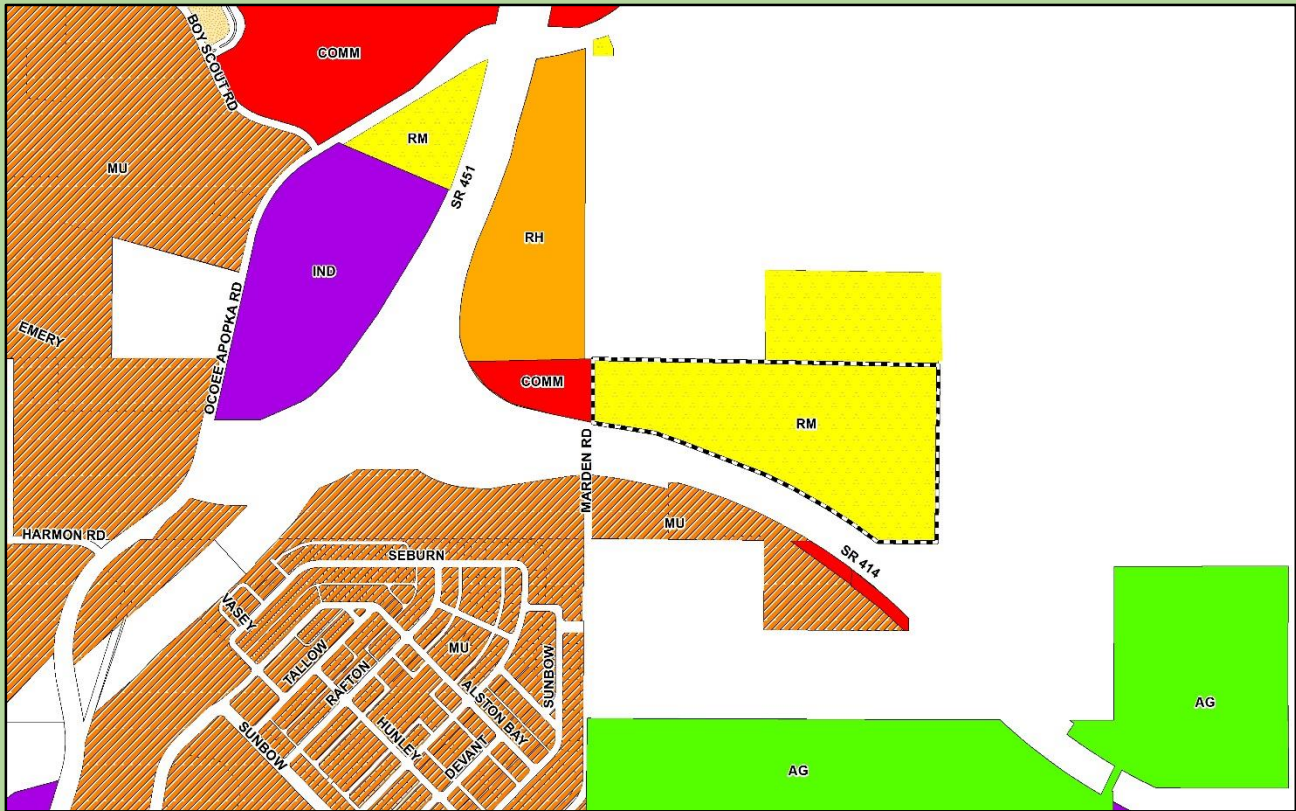 BOY SCOUT RD
COMM
RM
MU
SR 451
RH
IND
EMERY
OCOEE APOPKA RD
COMM
RM
MARDEN RD
MU
HARMON RD
SEBURN
SR 414
VASEY
TALLOW
RAFTON
MU
SUNBOW
ALSTON BAY
SUNBOW
HUNLEY
DEVANT
AG
AG